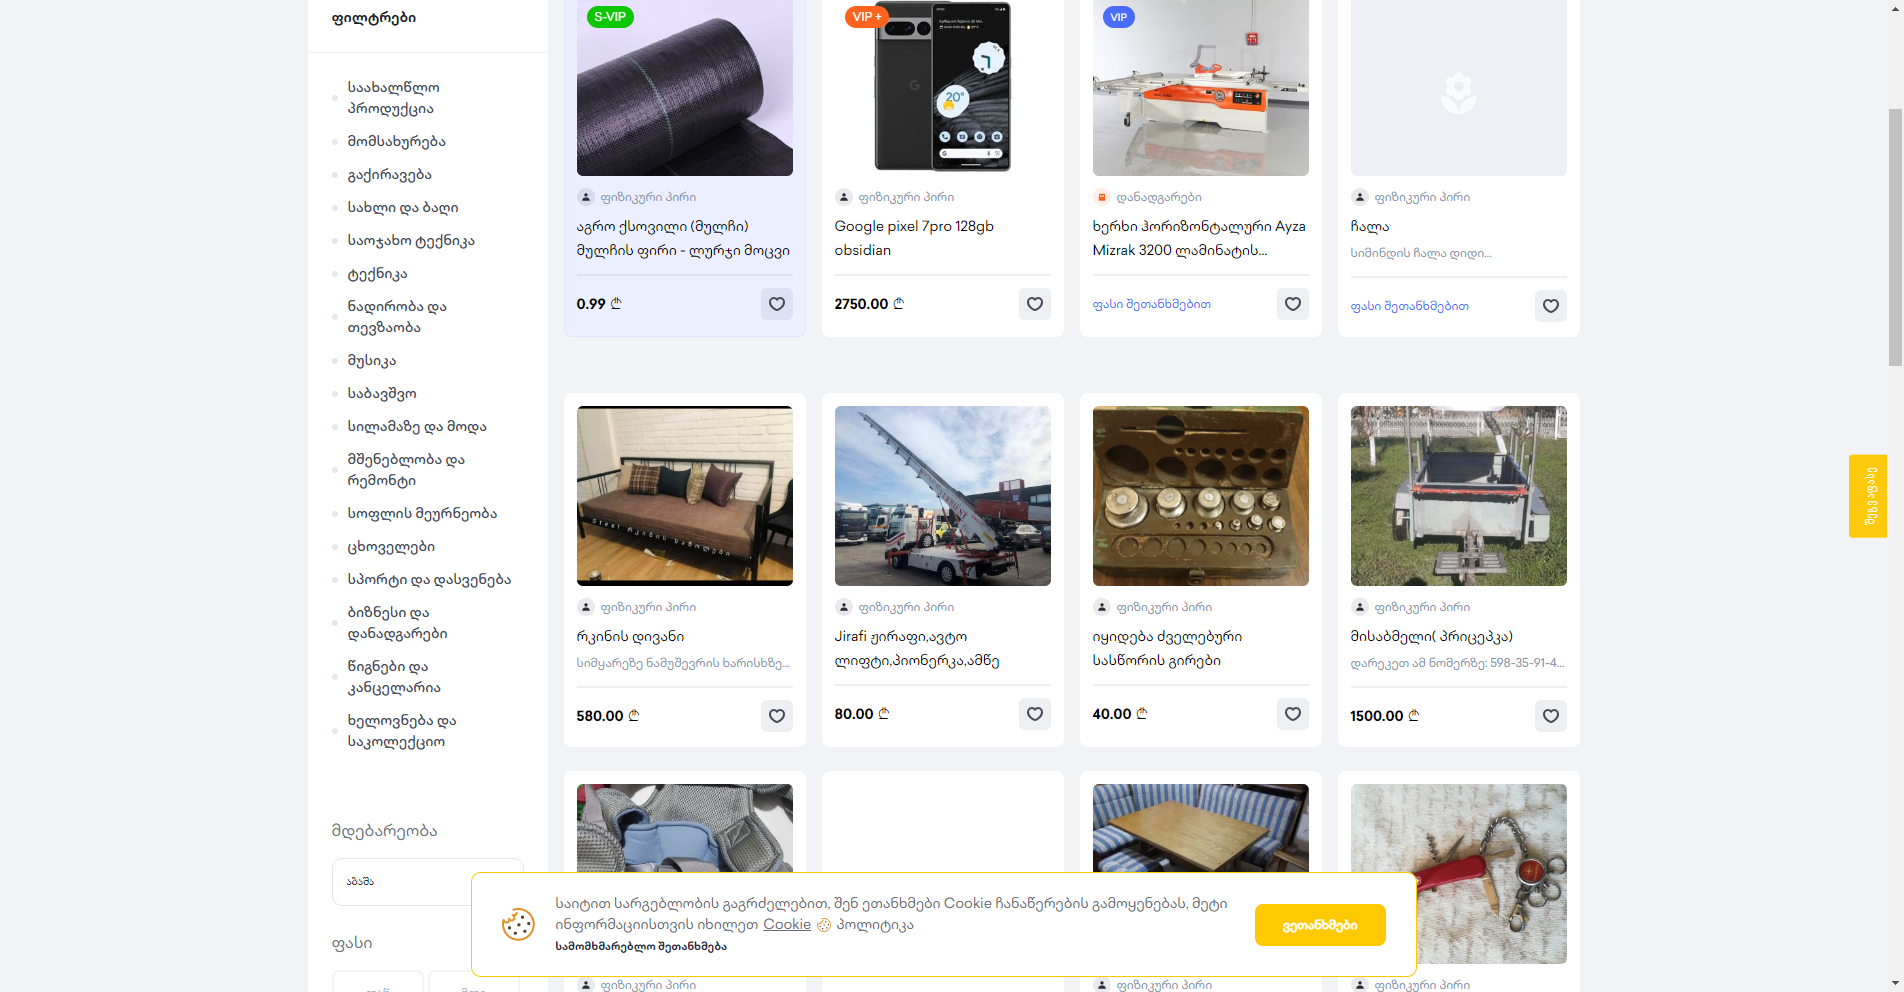 ფილტრები
საახალწლო
პროდუქცია
მომსახურება
გაქირავება
სახლი და ბაღი
საოჯახო ტექნიკა
ტექნიკა
ნადირობა და
თევზაობა
მუსიკა
საბავშვო
სილამაზე და მოდა
მშენებლობა და
რემონტი
სოფლის მეურნეობა
ცხოველები
სპორტი და დასვენება
ბიზნესი და
დანადგარები
წიგნები და
კანცელარია
ხელოვნება და
საკოლექციო
მდებარეობა
აბაშა
ფასი
S-VIP
ფიზიკური პირი
აგრო ქსოვილი (მულჩი)
მულჩის ფირი - ლურჯი მოცვი
0.99 ₾
VIP +
ფიზიკური პირი
Google pixel 7pro 128gb
obsidian
2750.00 ₾
VIP
დანადგარები
ხერხი ჰორიზონტალური Ayza
Mizrak 3200 ლამინატის...
ფასი შეთანხმებით
ფიზიკური პირი
ჩალა
სიმინდის ჩალა დიდი...
ფასი შეთანხმებით
Steel რკინის საწოლები
ფიზიკური პირი
რკინის დივანი
სიმყარეზე ნამუშევრის ხარისხზე...
580.00 ₾
ფიზიკური პირი
Jirafi ჟირაფი,ავტო
ლიფტი,პიონერკა,ამწე
80.00 ₾
ფიზიკური პირი
იყიდება ძველებური
სასწორის გირები
40.00 ₾
ფიზიკური პირი
მისაბმელი( პრიცეპკა)
დარეკეთ ამ ნომერზე: 598-35-91-4...
1500.00 ₾
ფიზიკური პირი
ფიზიკური პირი
ფიზიკური პირი
საიტით სარგებლობის გაგრძელებით, შენ ეთანხმები Cookie ჩანაწერების გამოყენებას, მეტი
ინფორმაციისთვის იხილეთ Cookie 🍪 პოლიტიკა
სამომხმარებლო შეთანხმება
ვეთანხმები
შეაფასე